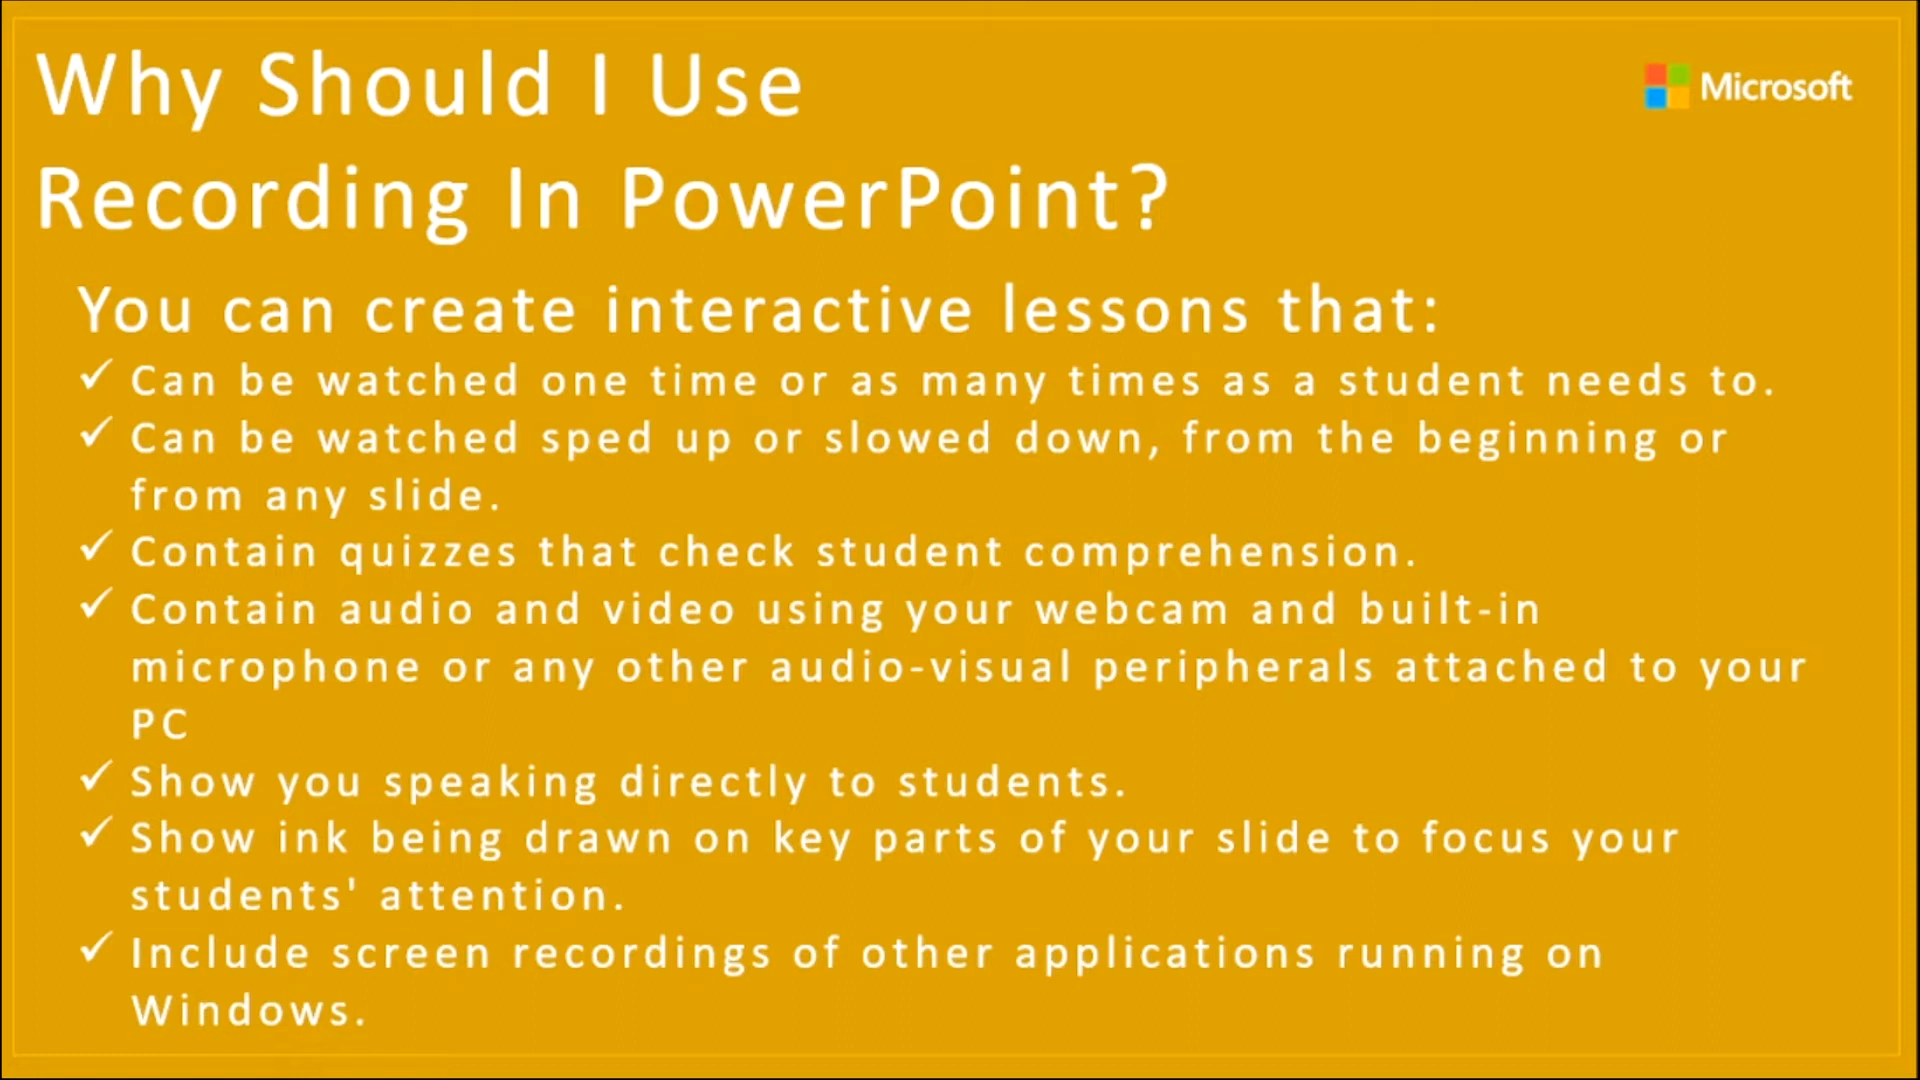 Why Should I Use
Microsoft
Recording In PowerPoint?
You can create interactive lessons that:
✓ Can be watched one time or as many times as a student needs to.
✓ Can be watched sped up or slowed down, from the beginning or
from any slide.
✓ Contain quizzes that check student comprehension.
✓ Contain audio and video using your webcam and built-in
microphone or any other audio-visual peripherals attached to your
PC
✓ Show you speaking directly to students.
✓ Show ink being drawn on key parts of your slide to focus your
students' attention.
✓ Include screen recordings of other applications running on
Windows.